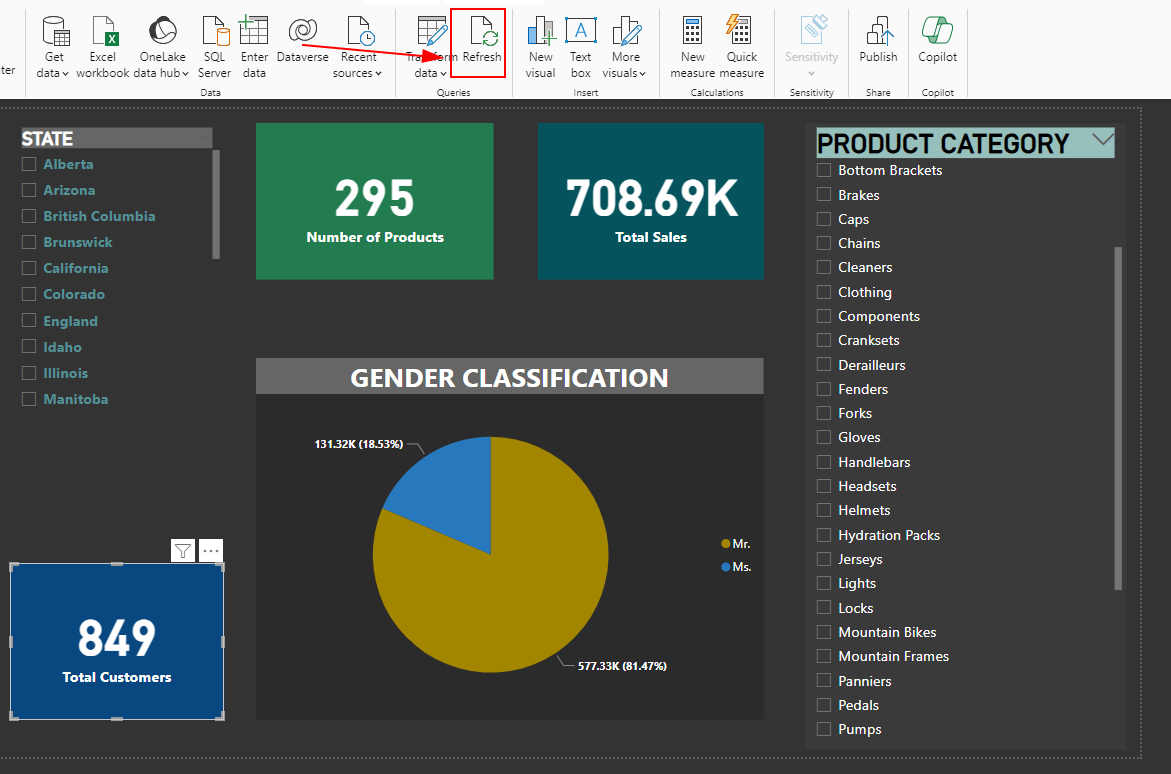 ter
Get data
Excel workbook
OneLake data hub
SQL Server
Enter data
Dataverse
Recent sources
Data
Transform data
Refresh
Queries
New visual
Text box
More visuals
Insert
New measure
Quick measure
Calculations
Sensitivity
Sensitivity
Publish
Share
Copilot
Copilot
STATE
Alberta
Arizona
British Columbia
Brunswick
California
Colorado
England
Idaho
Illinois
Manitoba
295
Number of Products
708.69K
Total Sales
GENDER CLASSIFICATION
131.32K (18.53%)
577.33K (81.47%)
Mr.
Ms.
849
Total Customers
PRODUCT CATEGORY
Bottom Brackets
Brakes
Caps
Chains
Cleaners
Clothing
Components
Cranksets
Derailleurs
Fenders
Forks
Gloves
Handlebars
Headsets
Helmets
Hydration Packs
Jerseys
Lights
Locks
Mountain Bikes
Mountain Frames
Panniers
Pedals
Pumps